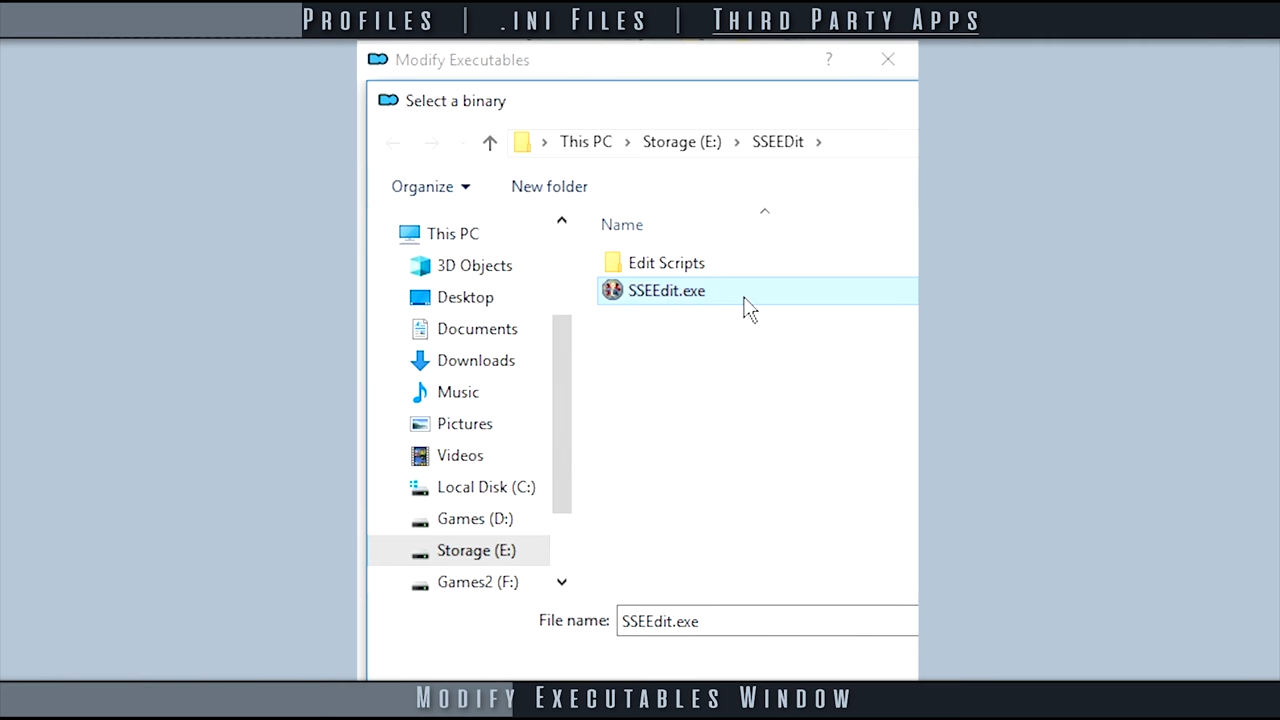 Profiles | .ini Files | Third Party Apps
Modify Executables ?
Select a binary
This PC Storage (E:) SSEEDit
Organize New folder
Name
This PC
3D Objects
Desktop
Documents
Downloads
Music
Pictures
Videos
Local Disk (C:)
Games (D:)
Storage (E:)
Games2 (F:)
Edit Scripts
SSEEdit.exe
File name: SSEEdit.exe
Modify Executables Window